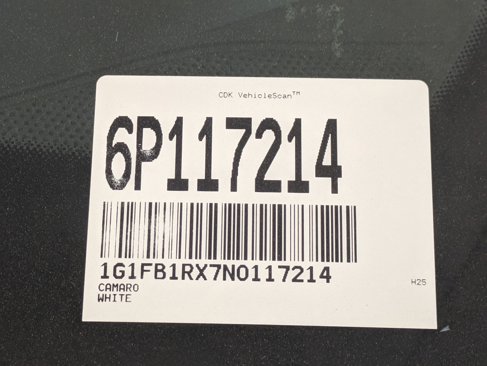 CDK VehicleScan™
6P117214
1G1FB1RX7N0117214
CAMARO
WHITE
H25